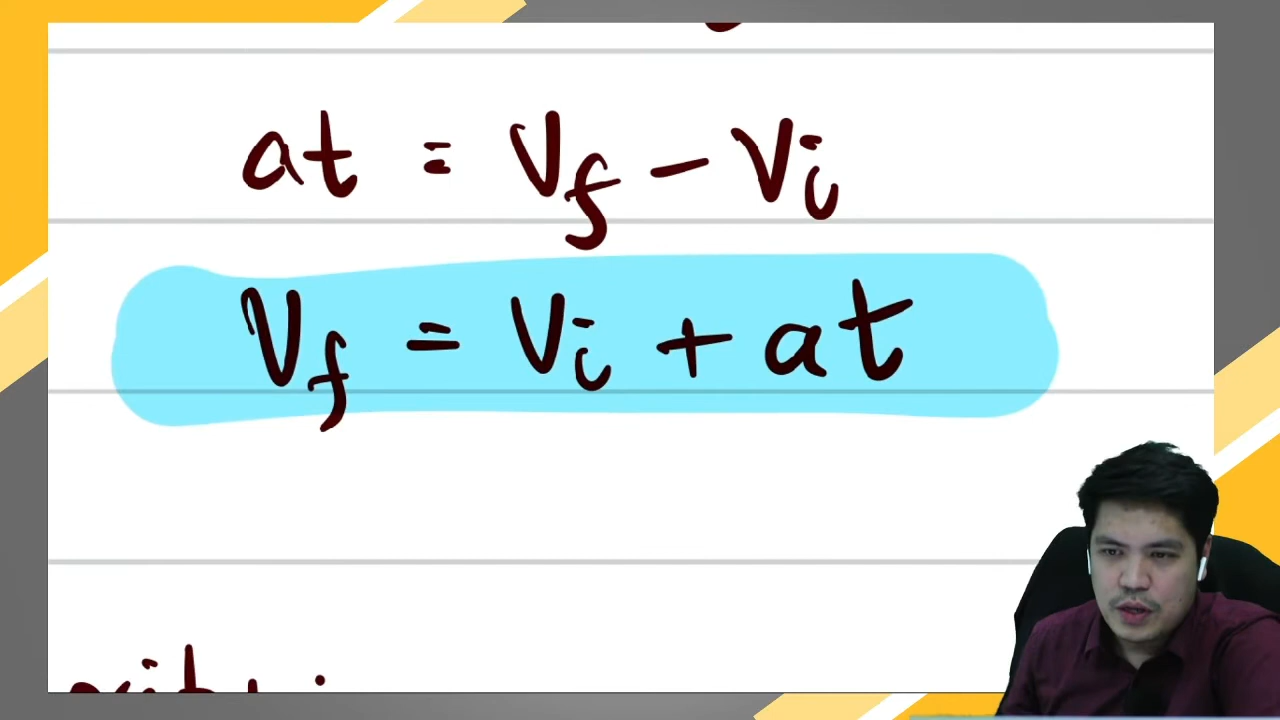 at = Vf - Vi
Vf = Vi + at